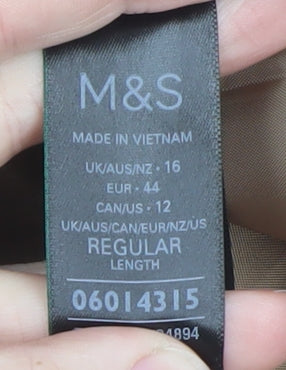 M&S
MADE IN VIETNAM
UK/AUS/NZ · 16
EUR · 44
CAN/US · 12
UK/AUS/CAN/EUR/NZ/US
REGULAR
LENGTH
06014315